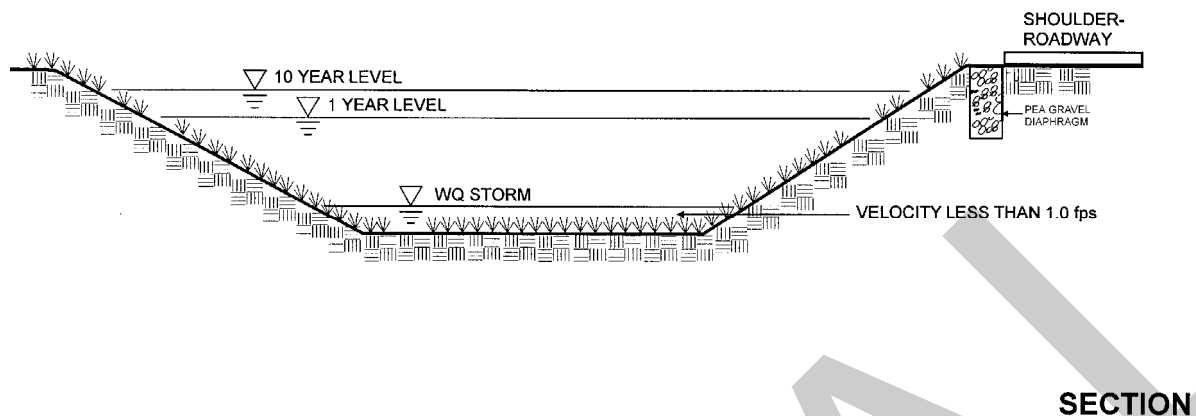 SHOULDER-
ROADWAY
10 YEAR LEVEL
1 YEAR LEVEL
PEA GRAVEL
DIAPHRAGM
WQ STORM
VELOCITY LESS THAN 1.0 fps
SECTION